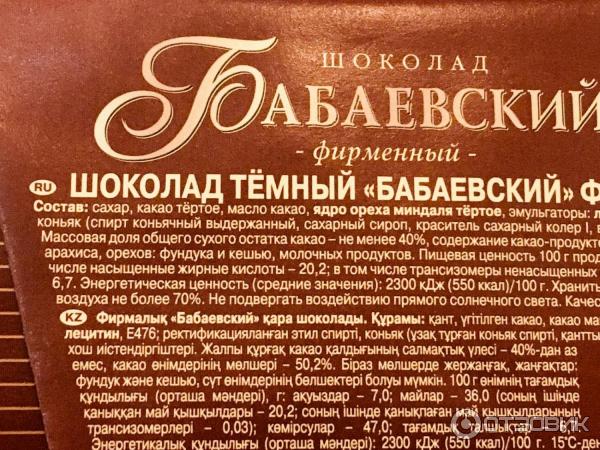 ШОКОЛАД
БАБАЕВСКИЙ
- фирменный -
RU ШОКОЛАД ТЁМНЫЙ «БАБАЕВСКИЙ» Ф
Состав: сахар, какао тёртое, масло какао, ядро ореха миндаля тёртое, эмульгаторы: л
коньяк (спирт коньячный выдержанный, сахарный сироп, краситель сахарный колер I, в
Массовая доля общего сухого остатка какао – не менее 40%, содержание какао-продукто
арахиса, орехов: фундука и кешью, молочных продуктов. Пищевая ценность 100 г прод
числе насыщенные жирные кислоты – 20,2; в том числе трансизомеры ненасыщенных
6,7. Энергетическая ценность (средние значения): 2300 кДж (550 ккал)/100 г. Хранить
воздуха не более 70%. Не подвергать воздействию прямого солнечного света. Качес
KZ Фирмалық «Бабаевский» қара шоколады. Құрамы: қант, үгітілген какао, какао ма
лецитин, Е476; ректификацияланған этил спирті, коньяк (ұзақ тұрған коньяк спирті, қантты
хош иістендіргіштері. Жалпы құрғақ какао қалдығының салмақтық үлесі – 40%-дан аз
емес, какао өнімдерінің мөлшері – 50,2%. Біраз мөлшерде жержаңғақ, жаңғақтар:
фундук және кешью, сүт өнімдерінің бөлшектері болуы мүмкін. 100 г өнімнің тағамдық
құндылығы (орташа мәндері), г: ақуыздар – 7,0; майлар – 36,0 (соның ішінде
қаныққан май қышқылдары – 20,2; соның ішінде қанықпаған май қышқылдарының
трансизомерлері – 0,03); көмірсулар – 47,0; тағамдық талшықтар – 6,1
Энергетикалық құндылығы (орташа мәндері): 2300 кДж (550 ккал)/100 г. 15°С-ден
ОТЗОВИК